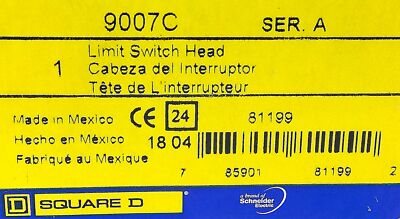 9007C SER. A
1 Limit Switch Head
Cabeza del Interruptor
Tête de L'interrupteur
Made in Mexico CE 24 81199
Hecho en México 18 04
Fabriqué au Mexique
7 85901 81199 2
D SQUARE D a brand of
Schneider
Electric